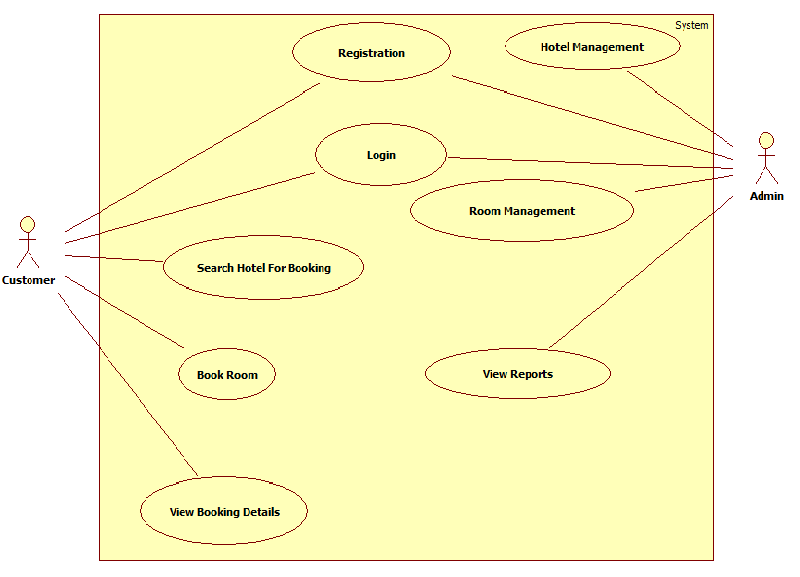 System
Registration
Hotel Management
Login
Admin
Room Management
Search Hotel For Booking
Customer
Book Room
View Reports
View Booking Details